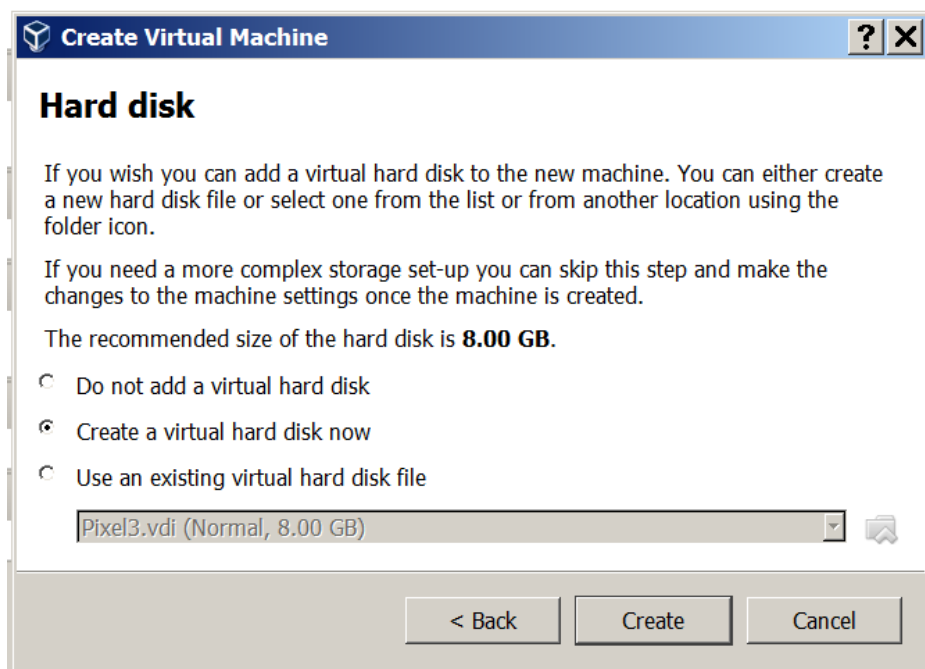 Create Virtual Machine
Hard disk
If you wish you can add a virtual hard disk to the new machine. You can either create
a new hard disk file or select one from the list or from another location using the
folder icon.
If you need a more complex storage set-up you can skip this step and make the
changes to the machine settings once the machine is created.
The recommended size of the hard disk is 8.00 GB.
Do not add a virtual hard disk
Create a virtual hard disk now
Use an existing virtual hard disk file
Pixel3.vdi (Normal, 8.00 GB)
< Back Create Cancel